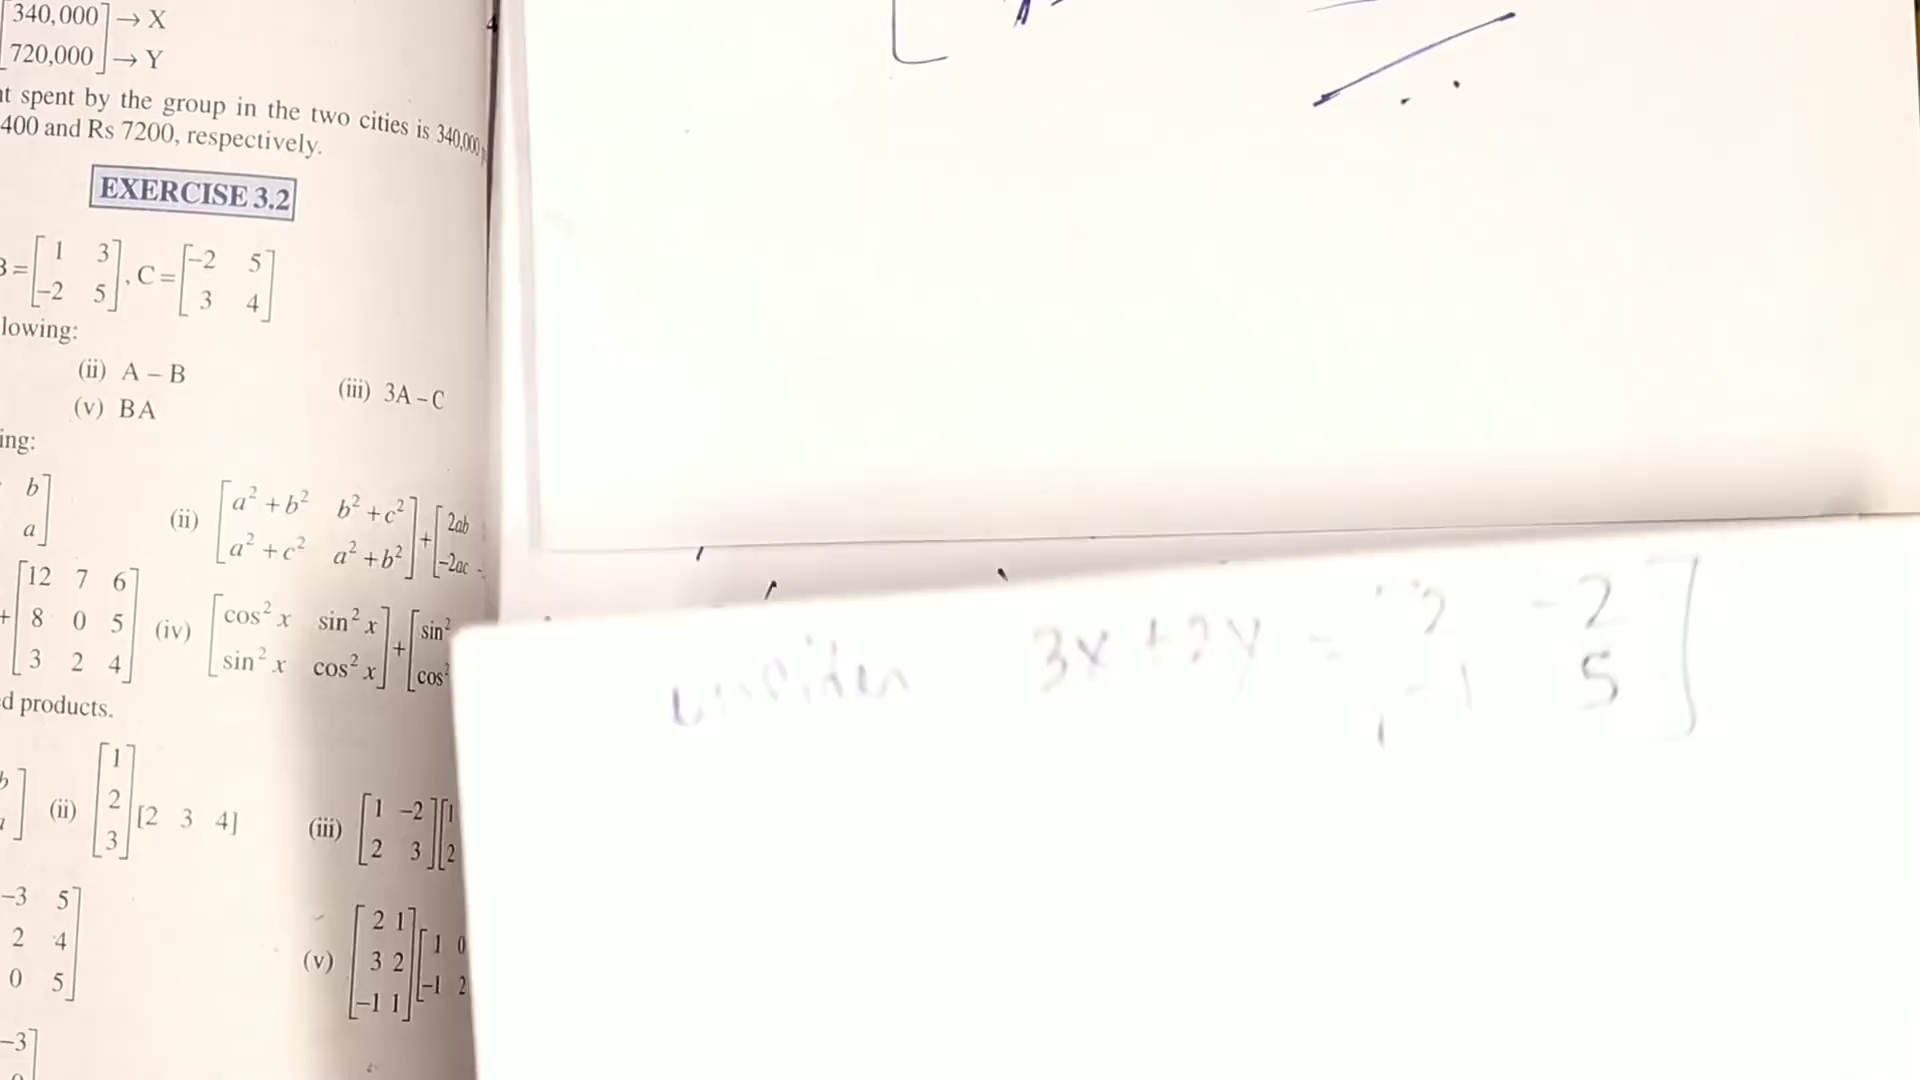 340,000 → X
720,000 → Y
nt spent by the group in the two cities is 340,000
400 and Rs 7200, respectively.
EXERCISE 3.2
B = [1 3
-2 5], C = [-2 5
3 4]
lowing:
(ii) A – B
(iii) 3A – C
(v) BA
ing:
b
a
(ii) [a² + b² b² + c²
a² + c² a² + b²] + [2ab
-2ac
+ [12 7 6
8 0 5
3 2 4]
(iv) [cos² x sin² x
sin² x cos² x] + [sin²
cos²
d products.
b
(ii) [1
2
3] [2 3 4]
(iii) [1 -2
2 3] [1
2
-3 5
2 4
0 5
(v) [2 1
3 2
-1 1] [1 0
-1 2
-3
3x + 2y = 2 -2
-1 5